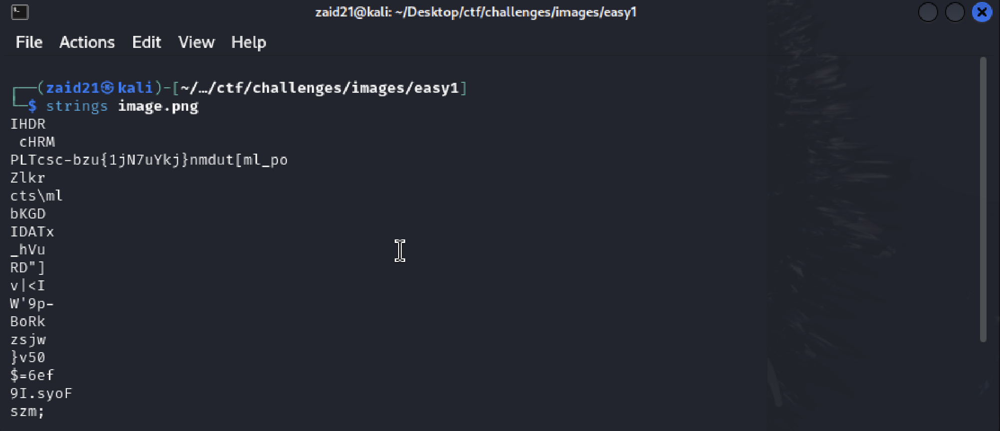 zaid21@kali: ~/Desktop/ctf/challenges/images/easy1
File Actions Edit View Help
┌──(zaid21㉿kali)-[~/…/ctf/challenges/images/easy1]
└─$ strings image.png
IHDR
 cHRM
PLTcsc-bzu{1jN7uYkj}nmdut[ml_po
Zlkr
cts\ml
bKGD
IDATx
_hVu
RD"]
v|<I
W'9p-
BoRk
zsjw
}v50
$=6ef
9I.syoF
szm;